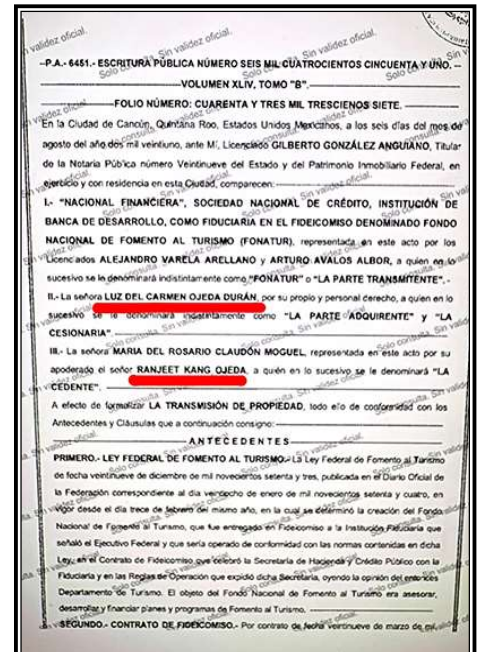 --P.A.- 6451.- ESCRITURA PÚBLICA NÚMERO SEIS MIL CUATROCIENTOS CINCUENTA Y UNO. --
VOLUMEN XLIV, TOMO "B".
FOLIO NÚMERO: CUARENTA Y TRES MIL TRESCIENOS SIETE.
En la Ciudad de Cancún, Quintana Roo, Estados Unidos Mexicanos, a los seis días del mes de
agosto del año dos mil veintiuno, ante Mí, Licenciado GILBERTO GONZÁLEZ ANGUIANO, Titular
de la Notaría Pública número Veintinueve del Estado y del Patrimonio Inmobiliario Federal, en
ejercicio y con residencia en esta Ciudad, comparecen:
I.- "NACIONAL FINANCIERA", SOCIEDAD NACIONAL DE CRÉDITO, INSTITUCIÓN DE
BANCA DE DESARROLLO, COMO FIDUCIARIA EN EL FIDEICOMISO DENOMINADO FONDO
NACIONAL DE FOMENTO AL TURISMO (FONATUR), representada en este acto por los
Licenciados ALEJANDRO VARELA ARELLANO y ARTURO AVALOS ALBOR, a quien en lo
sucesivo se le denominará indistintamente como "FONATUR" o "LA PARTE TRANSMITENTE". -
II.- La señora LUZ DEL CARMEN OJEDA DURÁN, por su propio y personal derecho, a quien en lo
sucesivo se le denominará indistintamente como "LA PARTE ADQUIRENTE" y "LA
CESIONARIA".
III.- La señora MARIA DEL ROSARIO CLAUDÓN MOGUEL, representada en este acto por su
apoderado el señor RANJEET KANG OJEDA, a quién en lo sucesivo se le denominará "LA
CEDENTE".
A efecto de formalizar LA TRANSMISIÓN DE PROPIEDAD, todo ello de conformidad con los
Antecedentes y Cláusulas que a continuación consigno:
ANTECEDENTES
PRIMERO.- LEY FEDERAL DE FOMENTO AL TURISMO.- La Ley Federal de Fomento al Turismo
de fecha veintinueve de diciembre de mil novecientos setenta y tres, publicada en el Diario Oficial de
la Federación correspondiente al día veintiocho de enero de mil novecientos setenta y cuatro, en
vigor desde el día trece de febrero del mismo año, en la cual se determinó la creación del Fondo
Nacional de Fomento al Turismo, que fue entregado en Fideicomiso a la Institución Fiduciaria que
señaló el Ejecutivo Federal y que sería operado de conformidad con las normas contenidas en dicha
Ley, en el Contrato de Fideicomiso que celebró la Secretaría de Hacienda y Crédito Público con la
Fiduciaria y en las Reglas de Operación que expidió dicha Secretaría, oyendo la opinión del entonces
Departamento de Turismo. El objeto del Fondo Nacional de Fomento al Turismo era asesorar,
desarrollar y financiar planes y programas de Fomento al Turismo.
SEGUNDO.- CONTRATO DE FIDEICOMISO.- Por contrato de fecha veintinueve de marzo de mil
Solo consulta. Sin validez oficial.